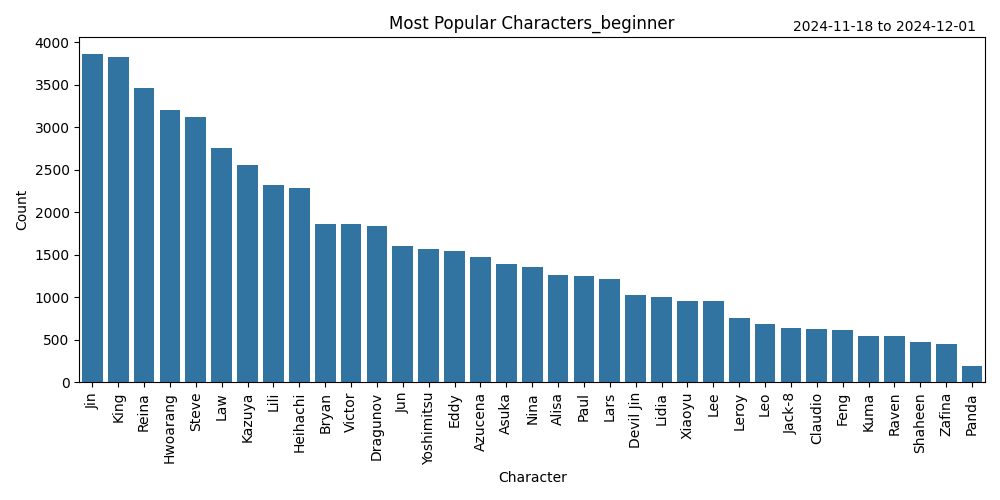 Most Popular Characters_beginner
2024-11-18 to 2024-12-01
Count
4000
3500
3000
2500
2000
1500
1000
500
0
Jin
King
Reina
Hwoarang
Steve
Law
Kazuya
Lili
Heihachi
Bryan
Victor
Dragunov
Jun
Yoshimitsu
Eddy
Azucena
Asuka
Nina
Alisa
Paul
Lars
Devil Jin
Lidia
Xiaoyu
Lee
Leroy
Leo
Jack-8
Claudio
Feng
Kuma
Raven
Shaheen
Zafina
Panda
Character